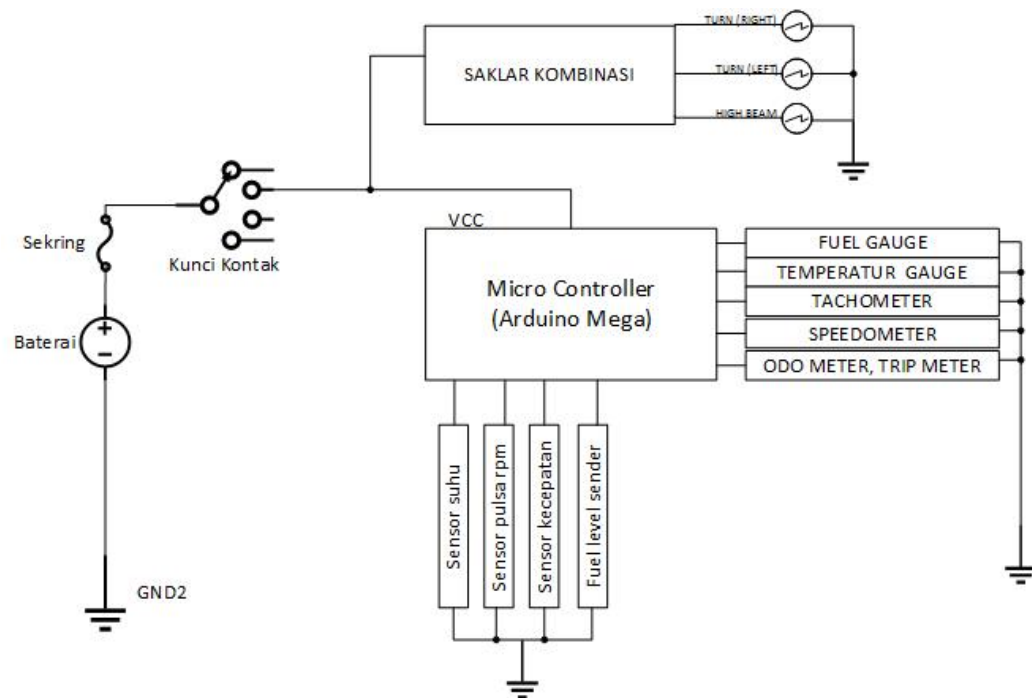 TURN (RIGHT)
SAKLAR KOMBINASI
TURN (LEFT)
HIGH BEAM
Sekring
Kunci Kontak
VCC
Micro Controller
(Arduino Mega)
FUEL GAUGE
TEMPERATUR GAUGE
TACHOMETER
SPEEDOMETER
ODO METER, TRIP METER
Baterai
+
−
Sensor suhu
Sensor pulsa rpm
Sensor kecepatan
Fuel level sender
GND2